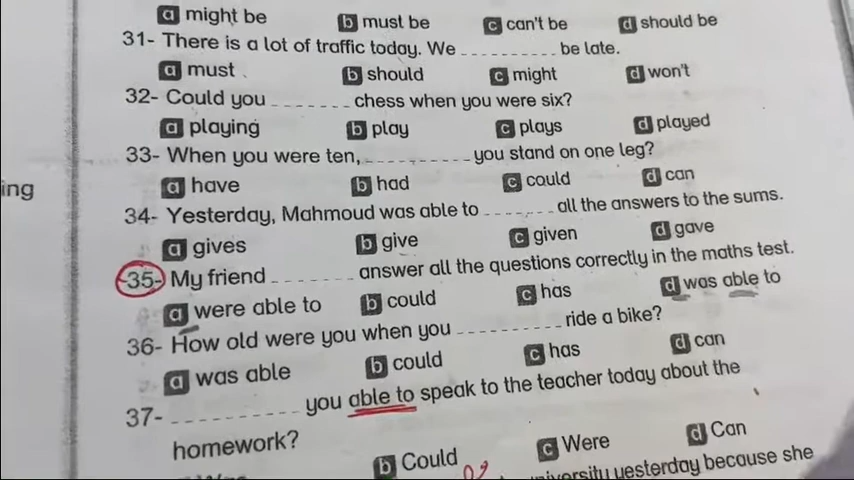 a might be b must be c can't be d should be
31- There is a lot of traffic today. We __________ be late.
a must b should c might d won't
32- Could you ________ chess when you were six?
a playing b play c plays d played
33- When you were ten, ___________ you stand on one leg?
ing
a have b had c could d can
34- Yesterday, Mahmoud was able to _______ all the answers to the sums.
a gives b give c given d gave
35- My friend ________ answer all the questions correctly in the maths test.
a were able to b could c has d was able to
36- How old were you when you __________ ride a bike?
a was able b could c has d can
37- ____________ you able to speak to the teacher today about the
homework?
b Could c Were d Can
university yesterday because she